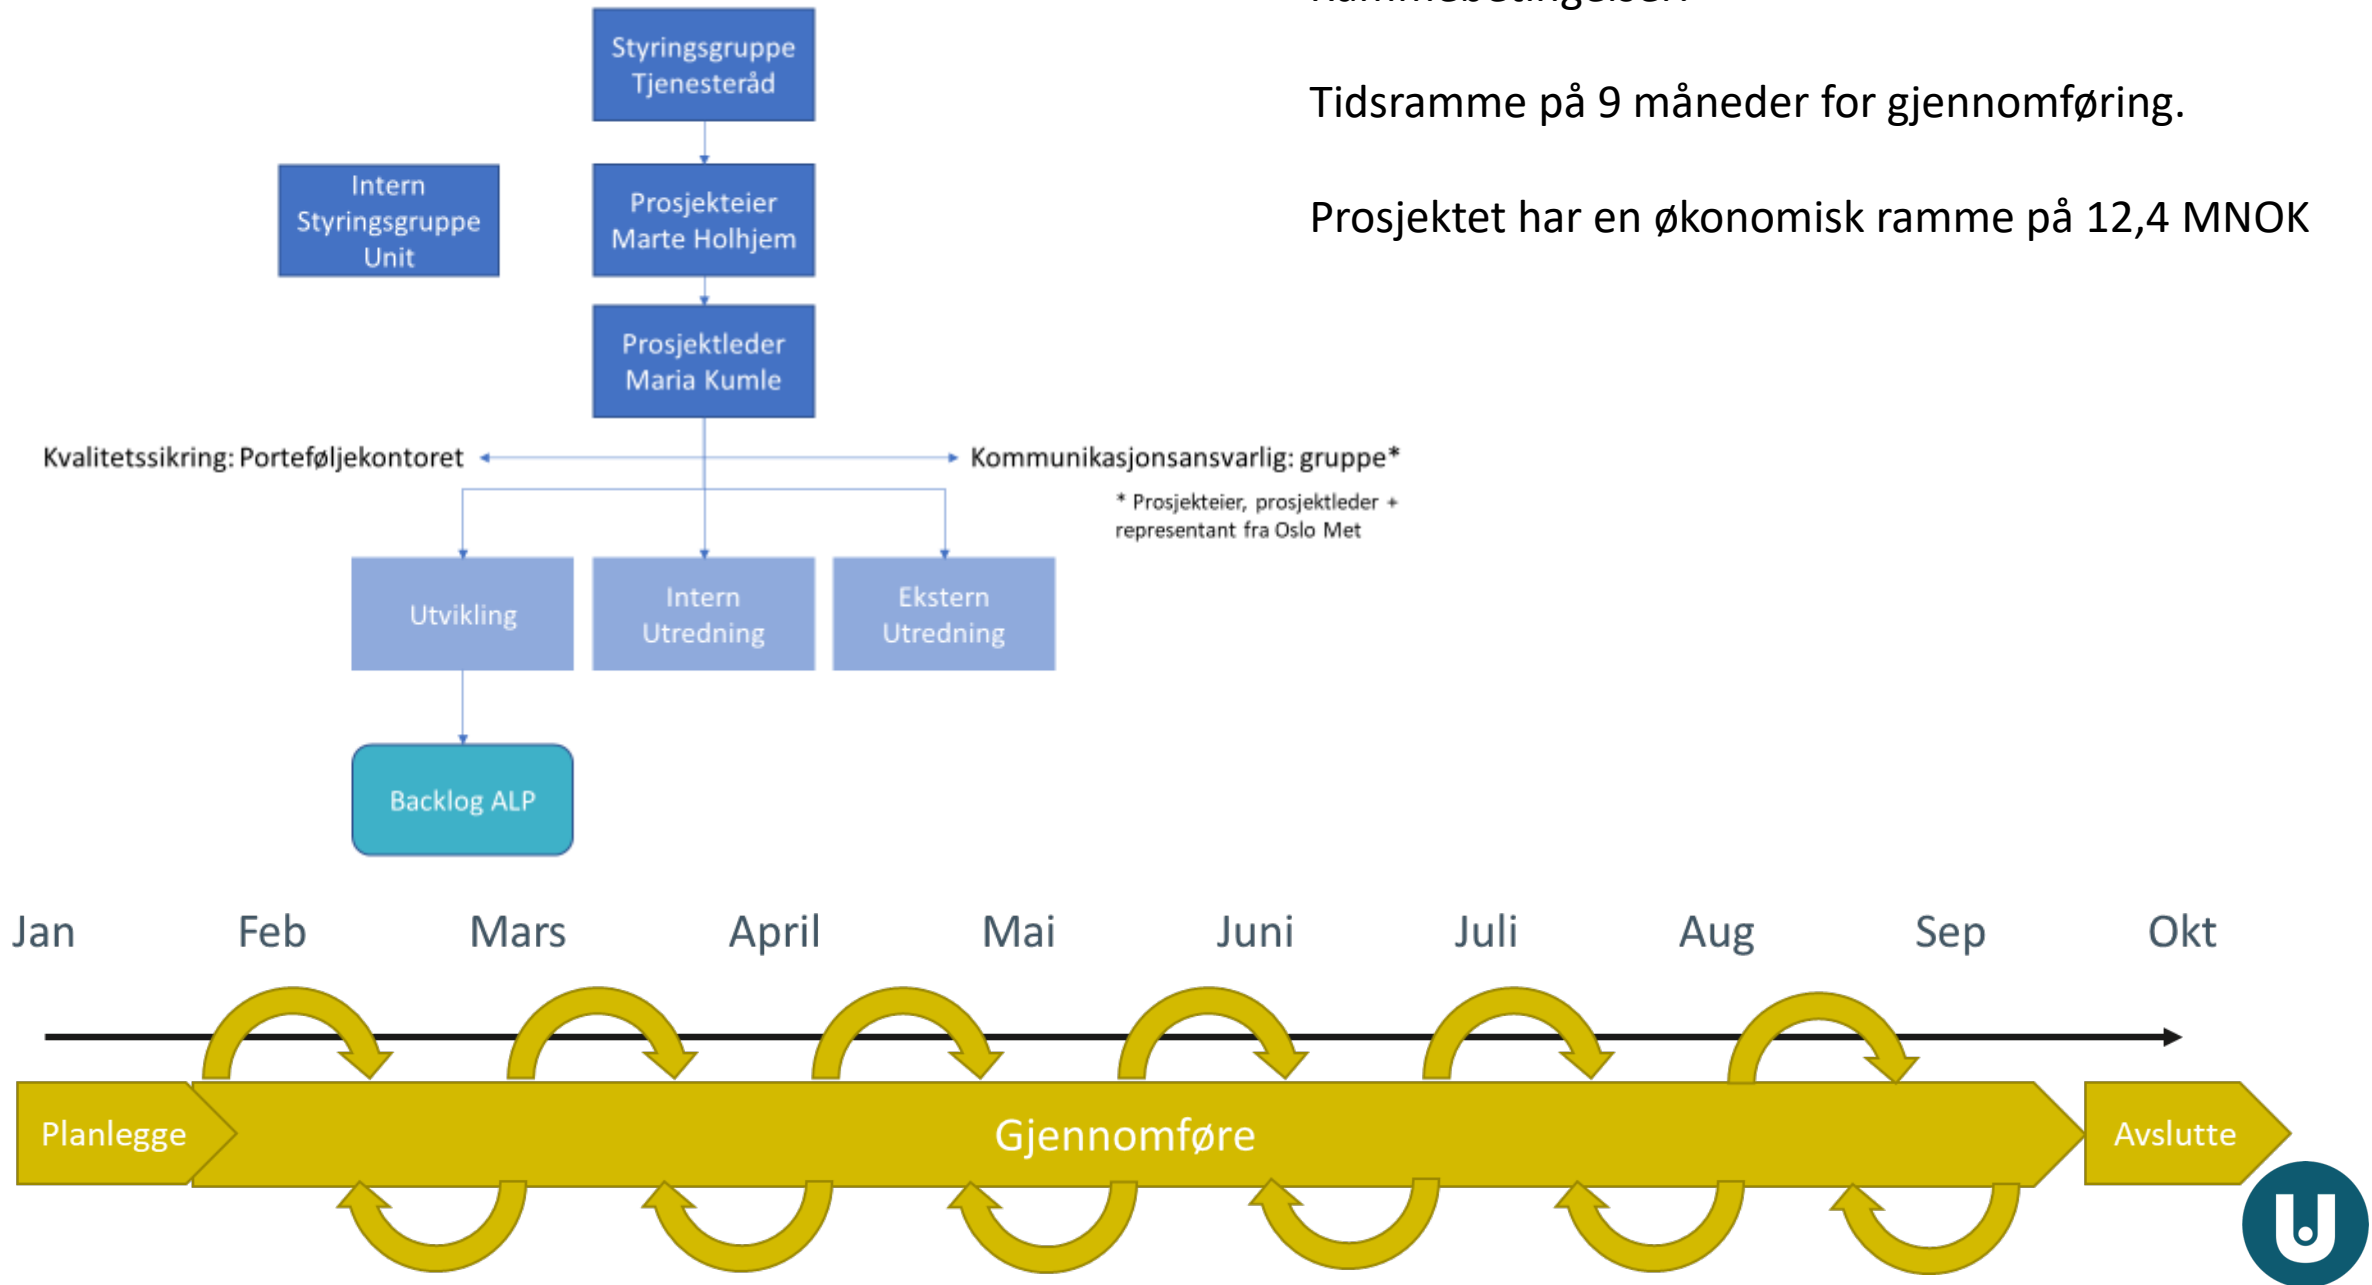 Styringsgruppe
Tjenesteråd
Intern
Styringsgruppe
Unit
Prosjekteier
Marte Holhjem
Prosjektleder
Maria Kumle
Kvalitetssikring: Porteføljekontoret
Kommunikasjonsansvarlig: gruppe*
* Prosjekteier, prosjektleder +
representant fra Oslo Met
Utvikling
Intern
Utredning
Ekstern
Utredning
Backlog ALP
Tidsramme på 9 måneder for gjennomføring.
Prosjektet har en økonomisk ramme på 12,4 MNOK
Jan Feb Mars April Mai Juni Juli Aug Sep Okt
Planlegge
Gjennomføre
Avslutte